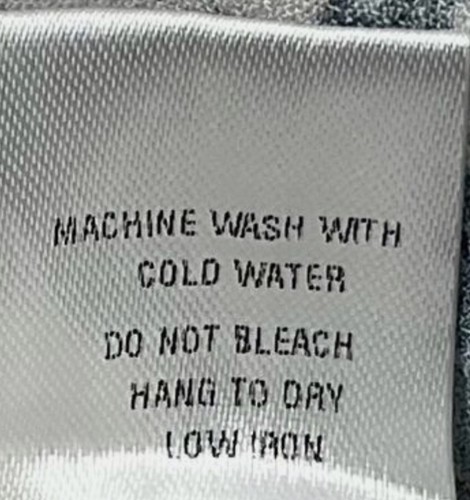 MACHINE WASH WITH
COLD WATER
DO NOT BLEACH
HANG TO DRY
LOW IRON